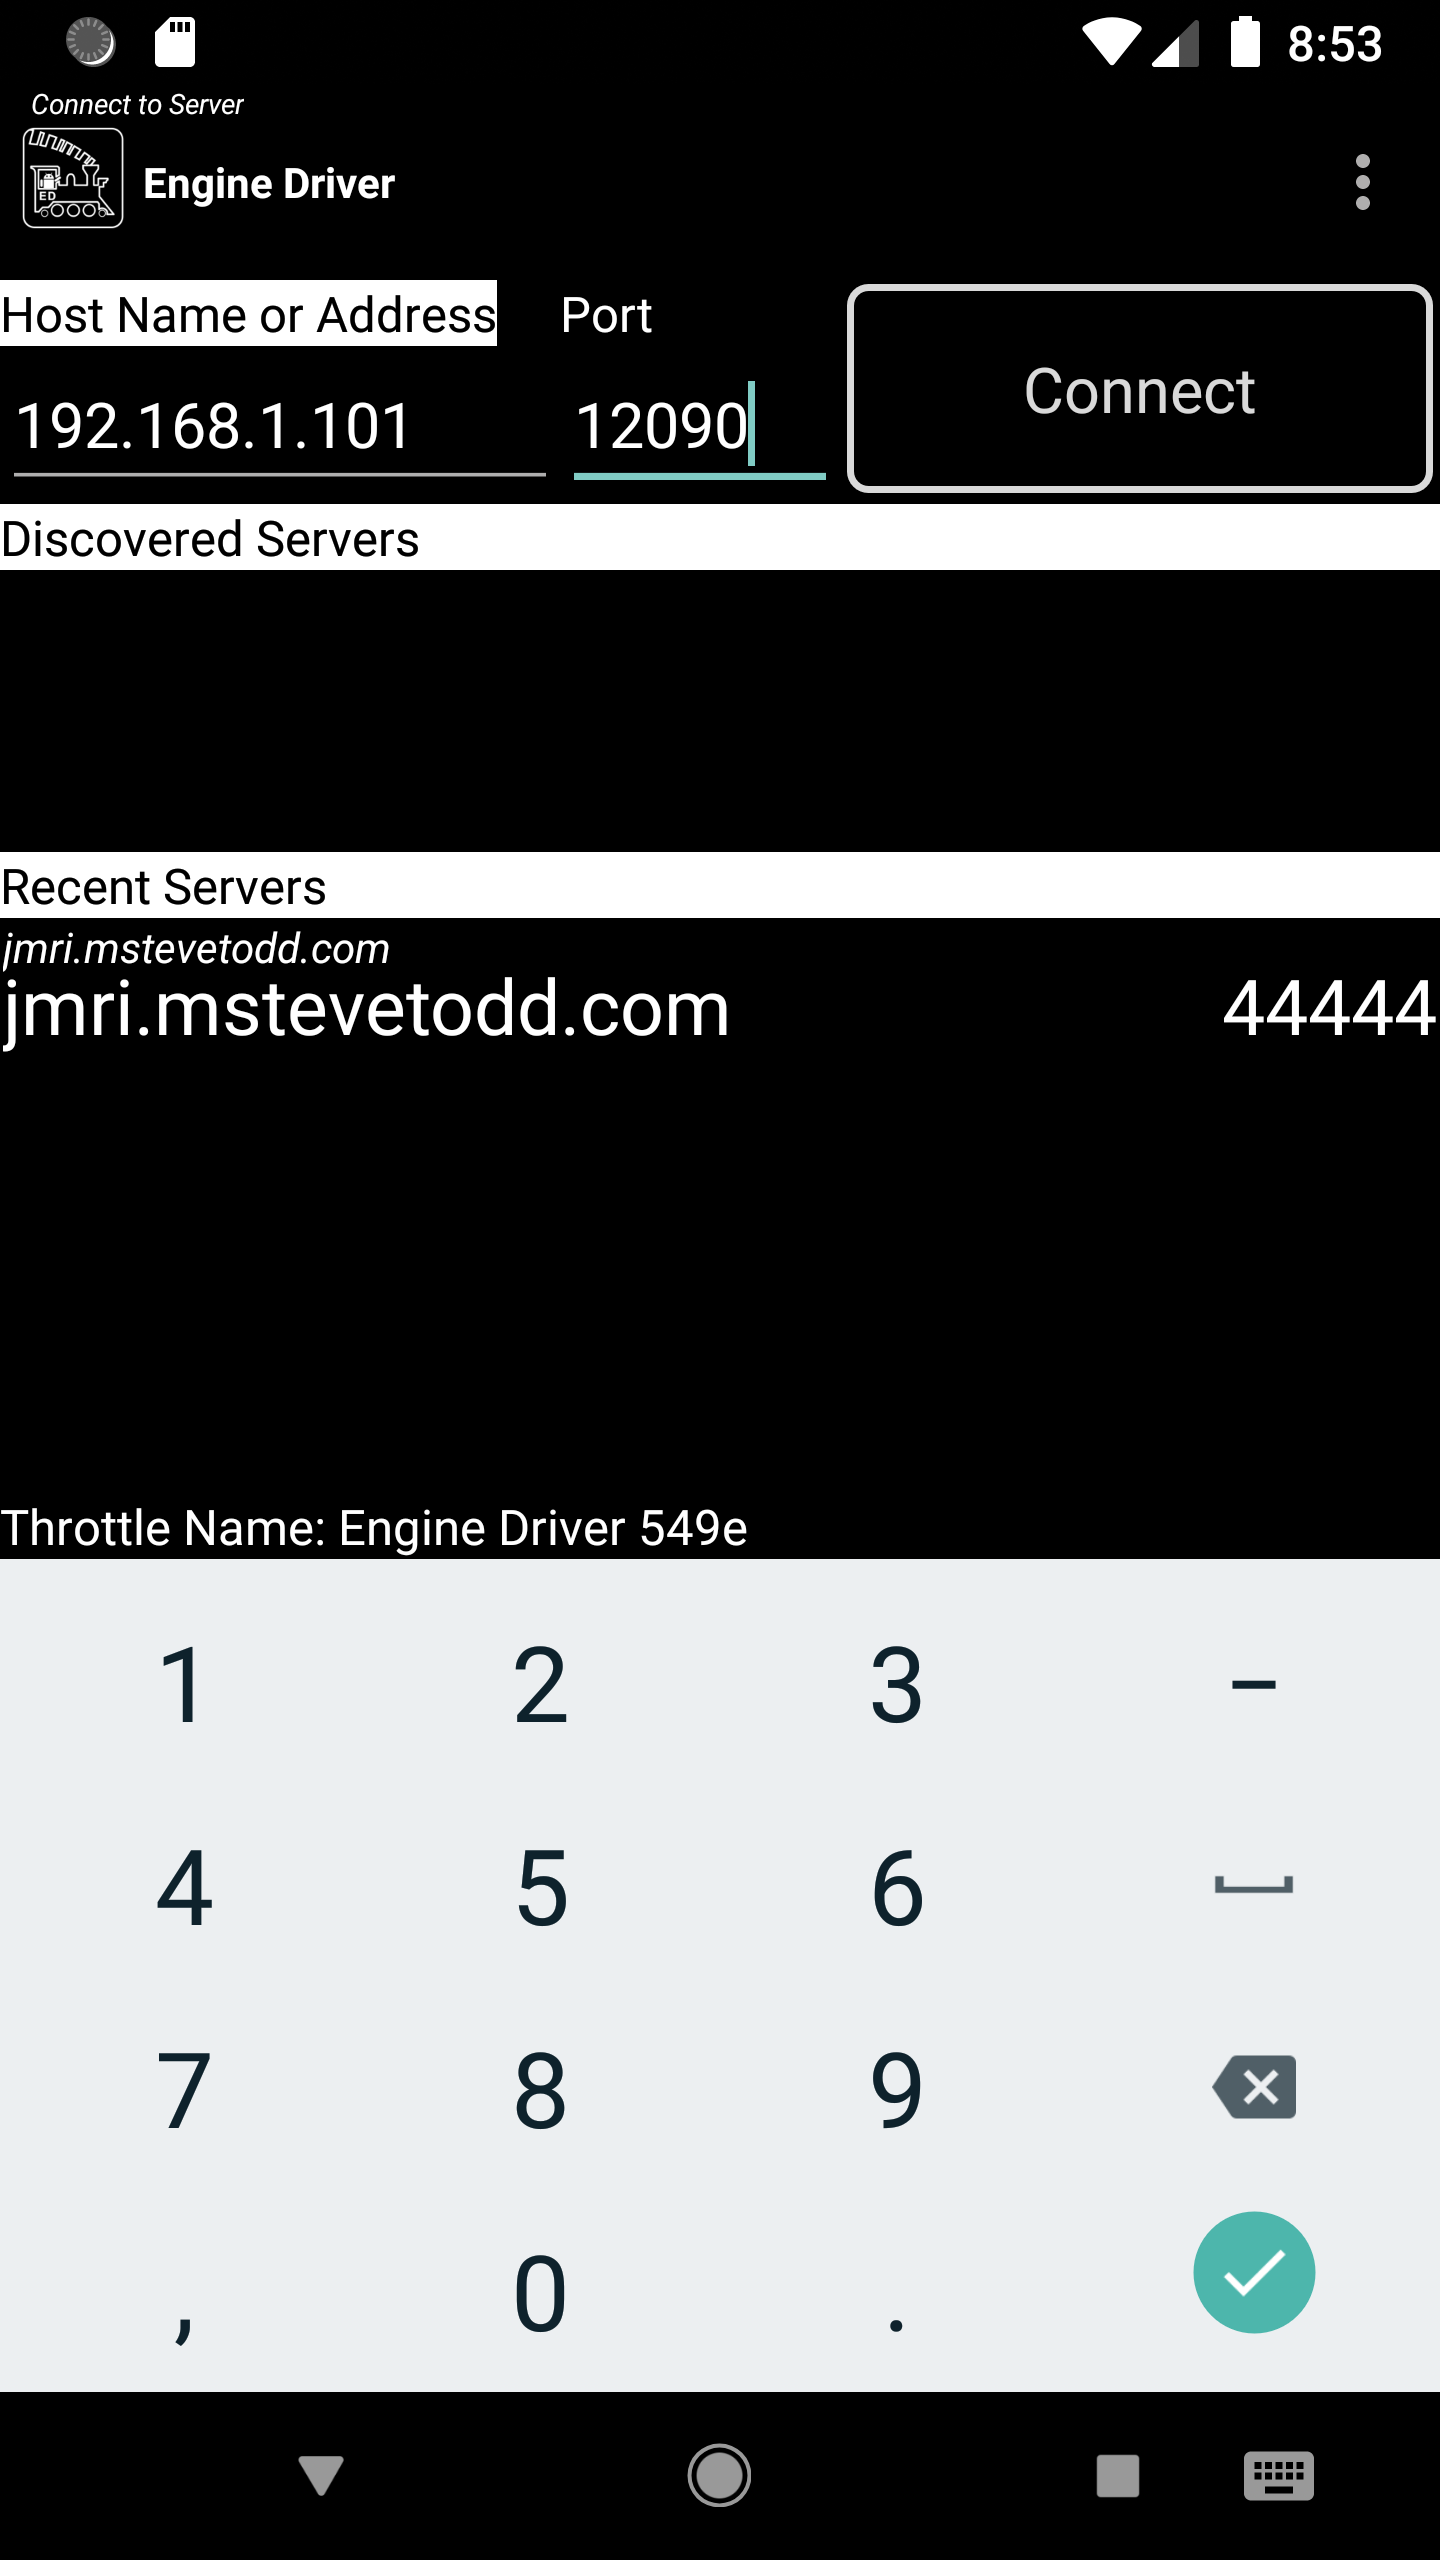 8:53
Connect to Server
ED
Engine Driver
Host Name or Address Port
Connect
192.168.1.101 12090
Discovered Servers
Recent Servers
jmri.mstevetodd.com
jmri.mstevetodd.com 44444
Throttle Name: Engine Driver 549e
1 2 3 –
4 5 6
7 8 9
, 0 .